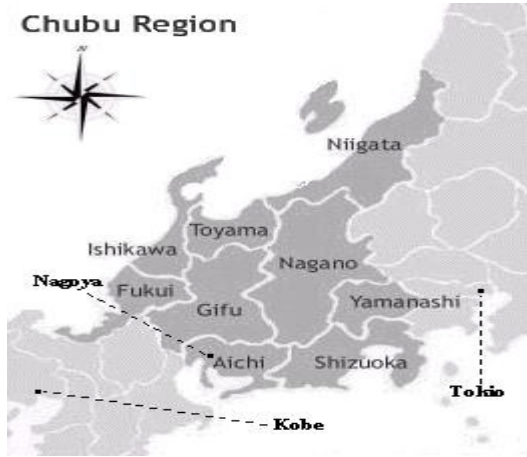 Chubu Region
N
Niigata
Toyama
Ishikawa
Nagano
Nagoya
Fukui
Gifu
Yamanashi
Aichi
Shizuoka
Tokio
Kobe